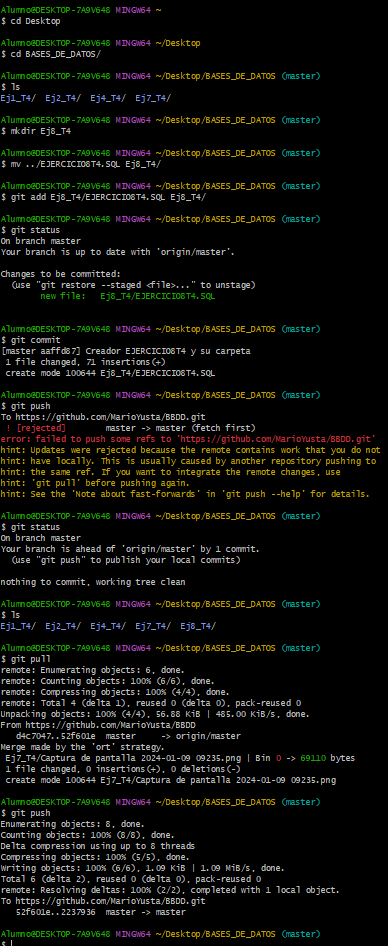 Alumno@DESKTOP-7A9V648 MINGW64 ~
$ cd Desktop
Alumno@DESKTOP-7A9V648 MINGW64 ~/Desktop
$ cd BASES_DE_DATOS/
Alumno@DESKTOP-7A9V648 MINGW64 ~/Desktop/BASES_DE_DATOS (master)
$ ls
Ej1_T4/  Ej2_T4/  Ej4_T4/  Ej7_T4/
Alumno@DESKTOP-7A9V648 MINGW64 ~/Desktop/BASES_DE_DATOS (master)
$ mkdir Ej8_T4
Alumno@DESKTOP-7A9V648 MINGW64 ~/Desktop/BASES_DE_DATOS (master)
$ mv ../EJERCICIO8T4.SQL Ej8_T4/
Alumno@DESKTOP-7A9V648 MINGW64 ~/Desktop/BASES_DE_DATOS (master)
$ git add Ej8_T4/EJERCICIO8T4.SQL Ej8_T4/
Alumno@DESKTOP-7A9V648 MINGW64 ~/Desktop/BASES_DE_DATOS (master)
$ git status
On branch master
Your branch is up to date with 'origin/master'.
Changes to be committed:
  (use "git restore --staged <file>..." to unstage)
        new file:   Ej8_T4/EJERCICIO8T4.SQL
Alumno@DESKTOP-7A9V648 MINGW64 ~/Desktop/BASES_DE_DATOS (master)
$ git commit
[master aaffd87] Creador EJERCICIO8T4 y su carpeta
 1 file changed, 71 insertions(+)
 create mode 100644 Ej8_T4/EJERCICIO8T4.SQL
Alumno@DESKTOP-7A9V648 MINGW64 ~/Desktop/BASES_DE_DATOS (master)
$ git push
To https://github.com/MarioYusta/BBDD.git
 ! [rejected]        master -> master (fetch first)
error: failed to push some refs to 'https://github.com/MarioYusta/BBDD.git'
hint: Updates were rejected because the remote contains work that you do not
hint: have locally. This is usually caused by another repository pushing to
hint: the same ref. If you want to integrate the remote changes, use
hint: 'git pull' before pushing again.
hint: See the 'Note about fast-forwards' in 'git push --help' for details.
Alumno@DESKTOP-7A9V648 MINGW64 ~/Desktop/BASES_DE_DATOS (master)
$ git status
On branch master
Your branch is ahead of 'origin/master' by 1 commit.
  (use "git push" to publish your local commits)
nothing to commit, working tree clean
Alumno@DESKTOP-7A9V648 MINGW64 ~/Desktop/BASES_DE_DATOS (master)
$ ls
Ej1_T4/  Ej2_T4/  Ej4_T4/  Ej7_T4/  Ej8_T4/
Alumno@DESKTOP-7A9V648 MINGW64 ~/Desktop/BASES_DE_DATOS (master)
$ git pull
remote: Enumerating objects: 6, done.
remote: Counting objects: 100% (6/6), done.
remote: Compressing objects: 100% (4/4), done.
remote: Total 4 (delta 1), reused 0 (delta 0), pack-reused 0
Unpacking objects: 100% (4/4), 56.88 KiB | 485.00 KiB/s, done.
From https://github.com/MarioYusta/BBDD
   d4c7047..52f601e  master     -> origin/master
Merge made by the 'ort' strategy.
 Ej7_T4/Captura de pantalla 2024-01-09 09235.png | Bin 0 -> 69110 bytes
 1 file changed, 0 insertions(+), 0 deletions(-)
 create mode 100644 Ej7_T4/Captura de pantalla 2024-01-09 09235.png
Alumno@DESKTOP-7A9V648 MINGW64 ~/Desktop/BASES_DE_DATOS (master)
$ git push
Enumerating objects: 8, done.
Counting objects: 100% (8/8), done.
Delta compression using up to 8 threads
Compressing objects: 100% (5/5), done.
Writing objects: 100% (6/6), 1.09 KiB | 1.09 MiB/s, done.
Total 6 (delta 2), reused 0 (delta 0), pack-reused 0
remote: Resolving deltas: 100% (2/2), completed with 1 local object.
To https://github.com/MarioYusta/BBDD.git
   52f601e..2237936  master -> master
Alumno@DESKTOP-7A9V648 MINGW64 ~/Desktop/BASES_DE_DATOS (master)
$